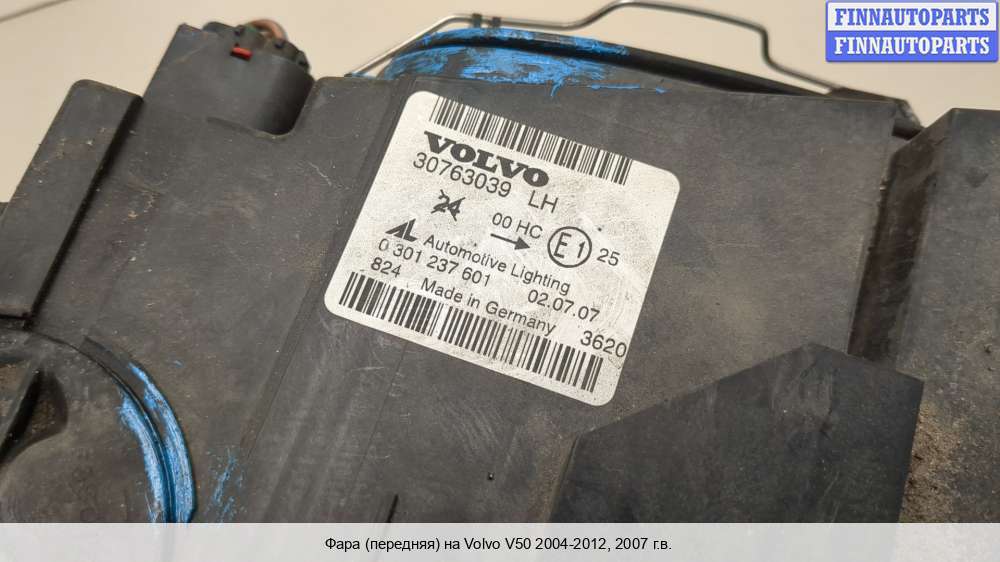 FINNAUTOPARTS
FINNAUTOPARTS
VOLVO
30763039 LH
24 00 HC E1 25
AL Automotive Lighting
0 301 237 601 02.07.07
824 Made in Germany 3620
Фара (передняя) на Volvo V50 2004-2012, 2007 г.в.